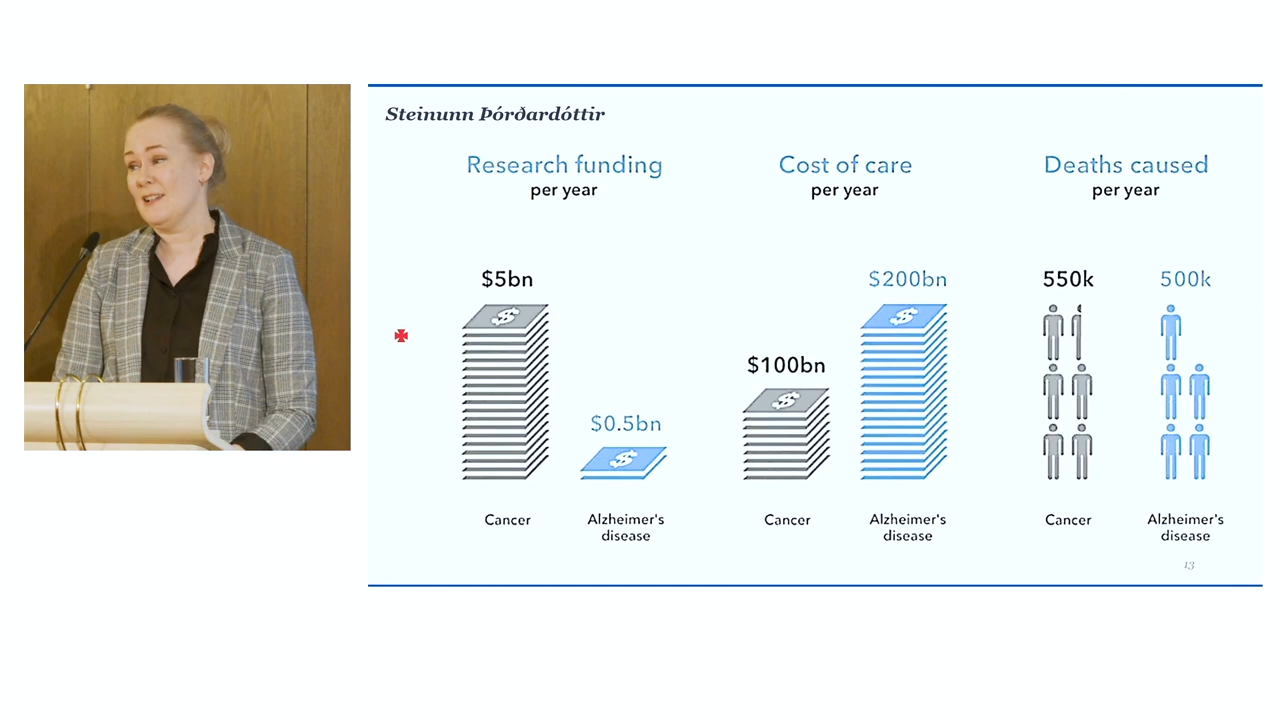 Steinunn Þórðardóttir
Research funding
per year
$5bn
$0.5bn
Cancer
Alzheimer's
disease
Cost of care
per year
$100bn
$200bn
Cancer
Alzheimer's
disease
Deaths caused
per year
550k
500k
Cancer
Alzheimer's
disease
13